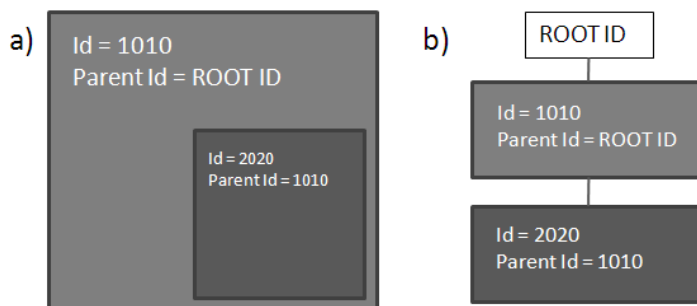 a)
Id = 1010
Parent Id = ROOT ID
Id = 2020
Parent Id = 1010
b)
ROOT ID
Id = 1010
Parent Id = ROOT ID
Id = 2020
Parent Id = 1010